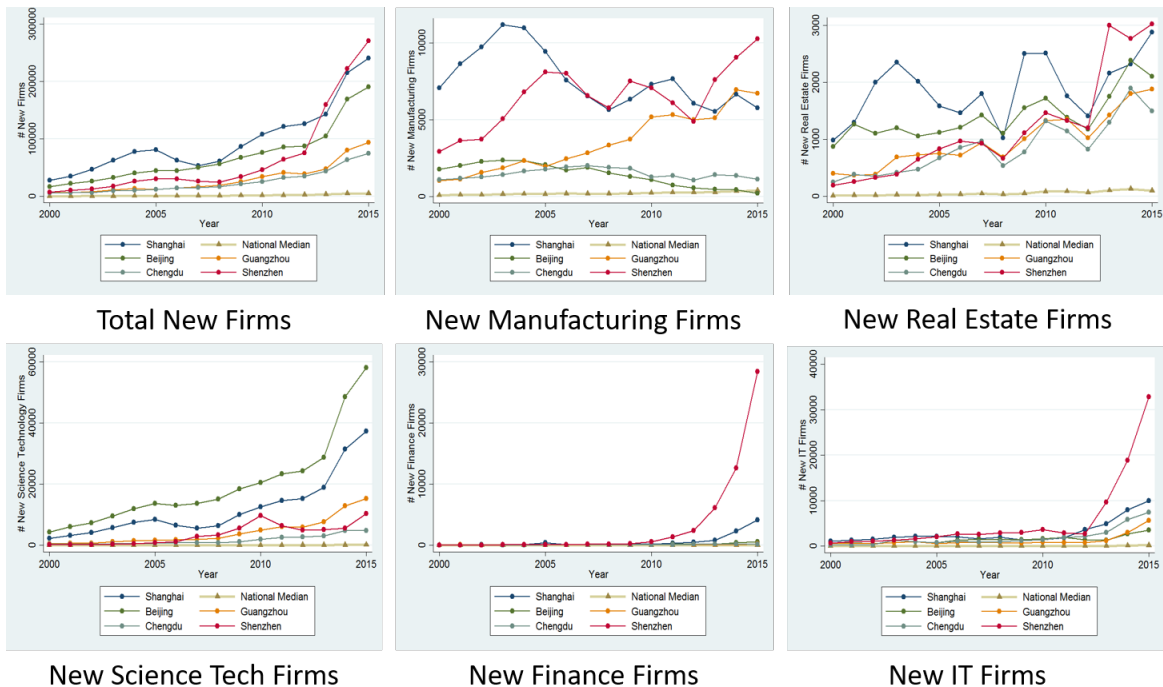 # New Firms
0 100000 200000 300000
2000 2005 2010 2015
Year
Shanghai National Median
Beijing Guangzhou
Chengdu Shenzhen
Total New Firms
# New Manufacturing Firms
0 5000 10000
2000 2005 2010 2015
Year
Shanghai National Median
Beijing Guangzhou
Chengdu Shenzhen
New Manufacturing Firms
# New Real Estate Firms
0 1000 2000 3000
2000 2005 2010 2015
Year
Shanghai National Median
Beijing Guangzhou
Chengdu Shenzhen
New Real Estate Firms
# New Science Technology Firms
0 20000 40000 60000
2000 2005 2010 2015
Year
Shanghai National Median
Beijing Guangzhou
Chengdu Shenzhen
New Science Tech Firms
# New Finance Firms
0 10000 20000 30000
2000 2005 2010 2015
Year
Shanghai National Median
Beijing Guangzhou
Chengdu Shenzhen
New Finance Firms
# New IT Firms
0 10000 20000 30000 40000
2000 2005 2010 2015
Year
Shanghai National Median
Beijing Guangzhou
Chengdu Shenzhen
New IT Firms